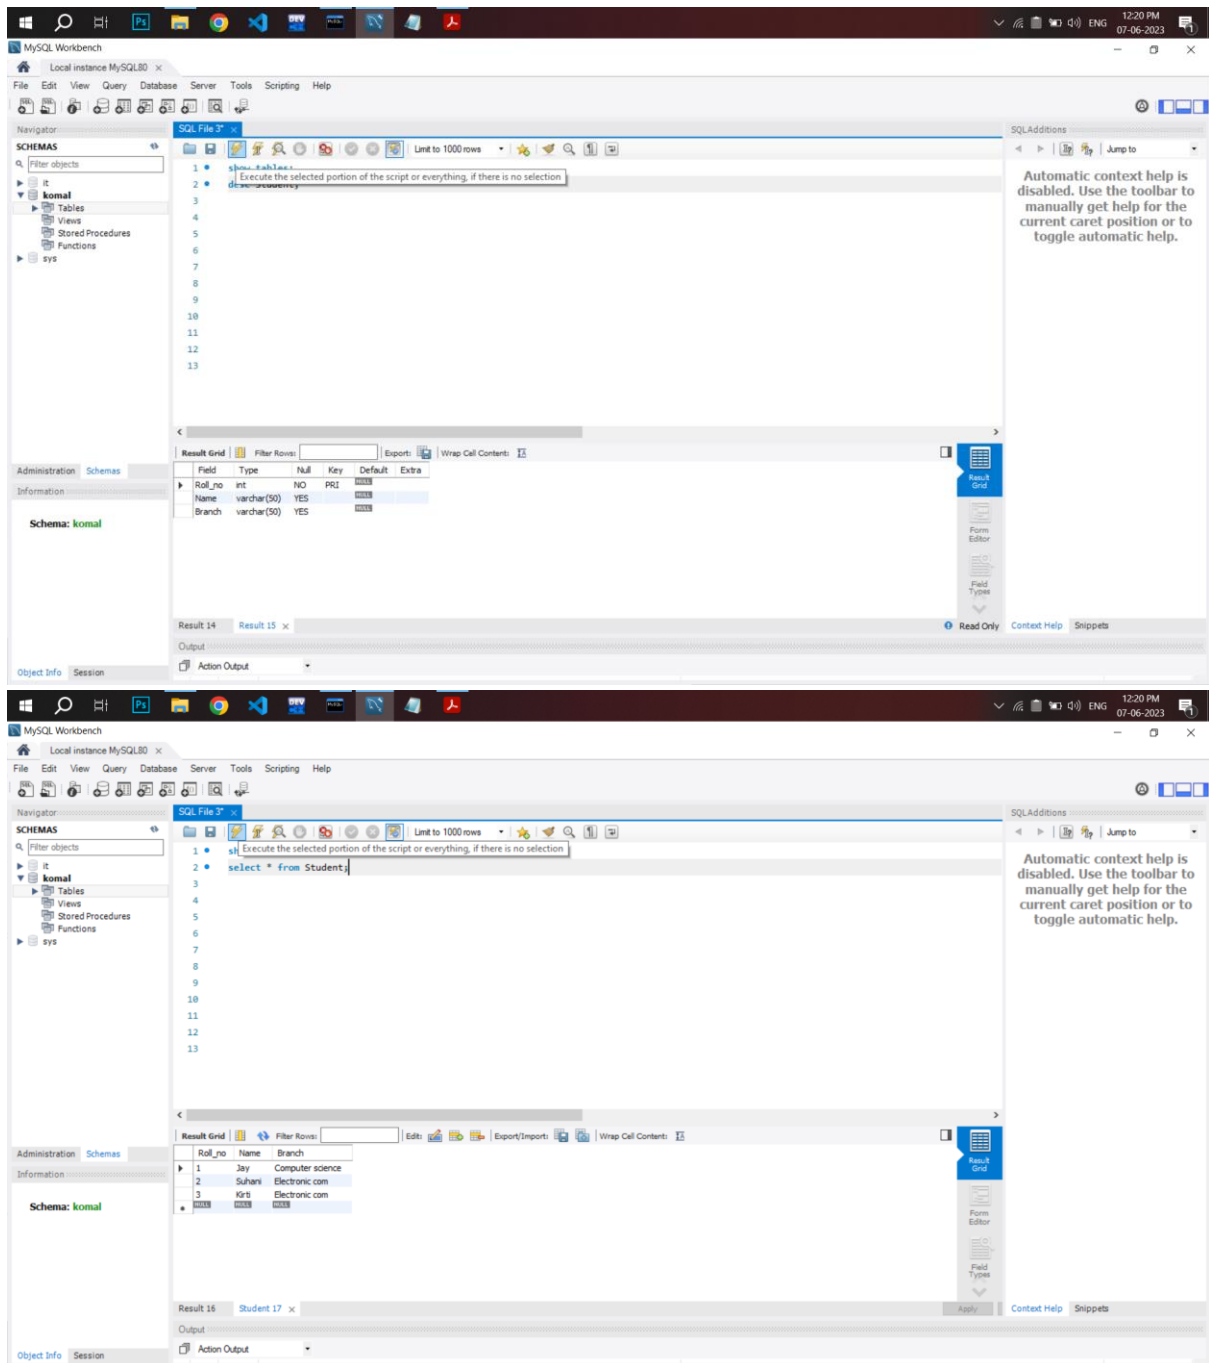 12:20 PM
ENG
07-06-2023
MySQL Workbench
Local instance MySQL80
File Edit View Query Database Server Tools Scripting Help
Navigator
SQL File 3*
SQLAdditions
SCHEMAS
Limit to 1000 rows
Jump to
Filter objects
1 show tables;
Execute the selected portion of the script or everything, if there is no selection
2 desc Student;
it
komal
Tables
Views
Stored Procedures
Functions
sys
3
4
5
6
7
8
9
10
11
12
13
Automatic context help is
disabled. Use the toolbar to
manually get help for the
current caret position or to
toggle automatic help.
Result Grid Filter Rows: Export: Wrap Cell Content:
Administration Schemas
Field Type Null Key Default Extra
Roll_no int NO PRI NULL
Name varchar(50) YES NULL
Branch varchar(50) YES NULL
Information
Schema: komal
Result
Grid
Form
Editor
Field
Types
Result 14 Result 15 Read Only Context Help Snippets
Output
Action Output
Object Info Session
12:20 PM
ENG
07-06-2023
MySQL Workbench
Local instance MySQL80
File Edit View Query Database Server Tools Scripting Help
Navigator
SQL File 3*
SQLAdditions
SCHEMAS
Limit to 1000 rows
Jump to
Filter objects
1 sh
Execute the selected portion of the script or everything, if there is no selection
2 select * from Student;
it
komal
Tables
Views
Stored Procedures
Functions
sys
3
4
5
6
7
8
9
10
11
12
13
Automatic context help is
disabled. Use the toolbar to
manually get help for the
current caret position or to
toggle automatic help.
Result Grid Filter Rows: Edit: Export/Import: Wrap Cell Content:
Administration Schemas
Roll_no Name Branch
1 Jay Computer science
2 Suhani Electronic com
3 Kirti Electronic com
NULL NULL NULL
Information
Schema: komal
Result
Grid
Form
Editor
Field
Types
Result 16 Student 17 Apply Context Help Snippets
Output
Action Output
Object Info Session